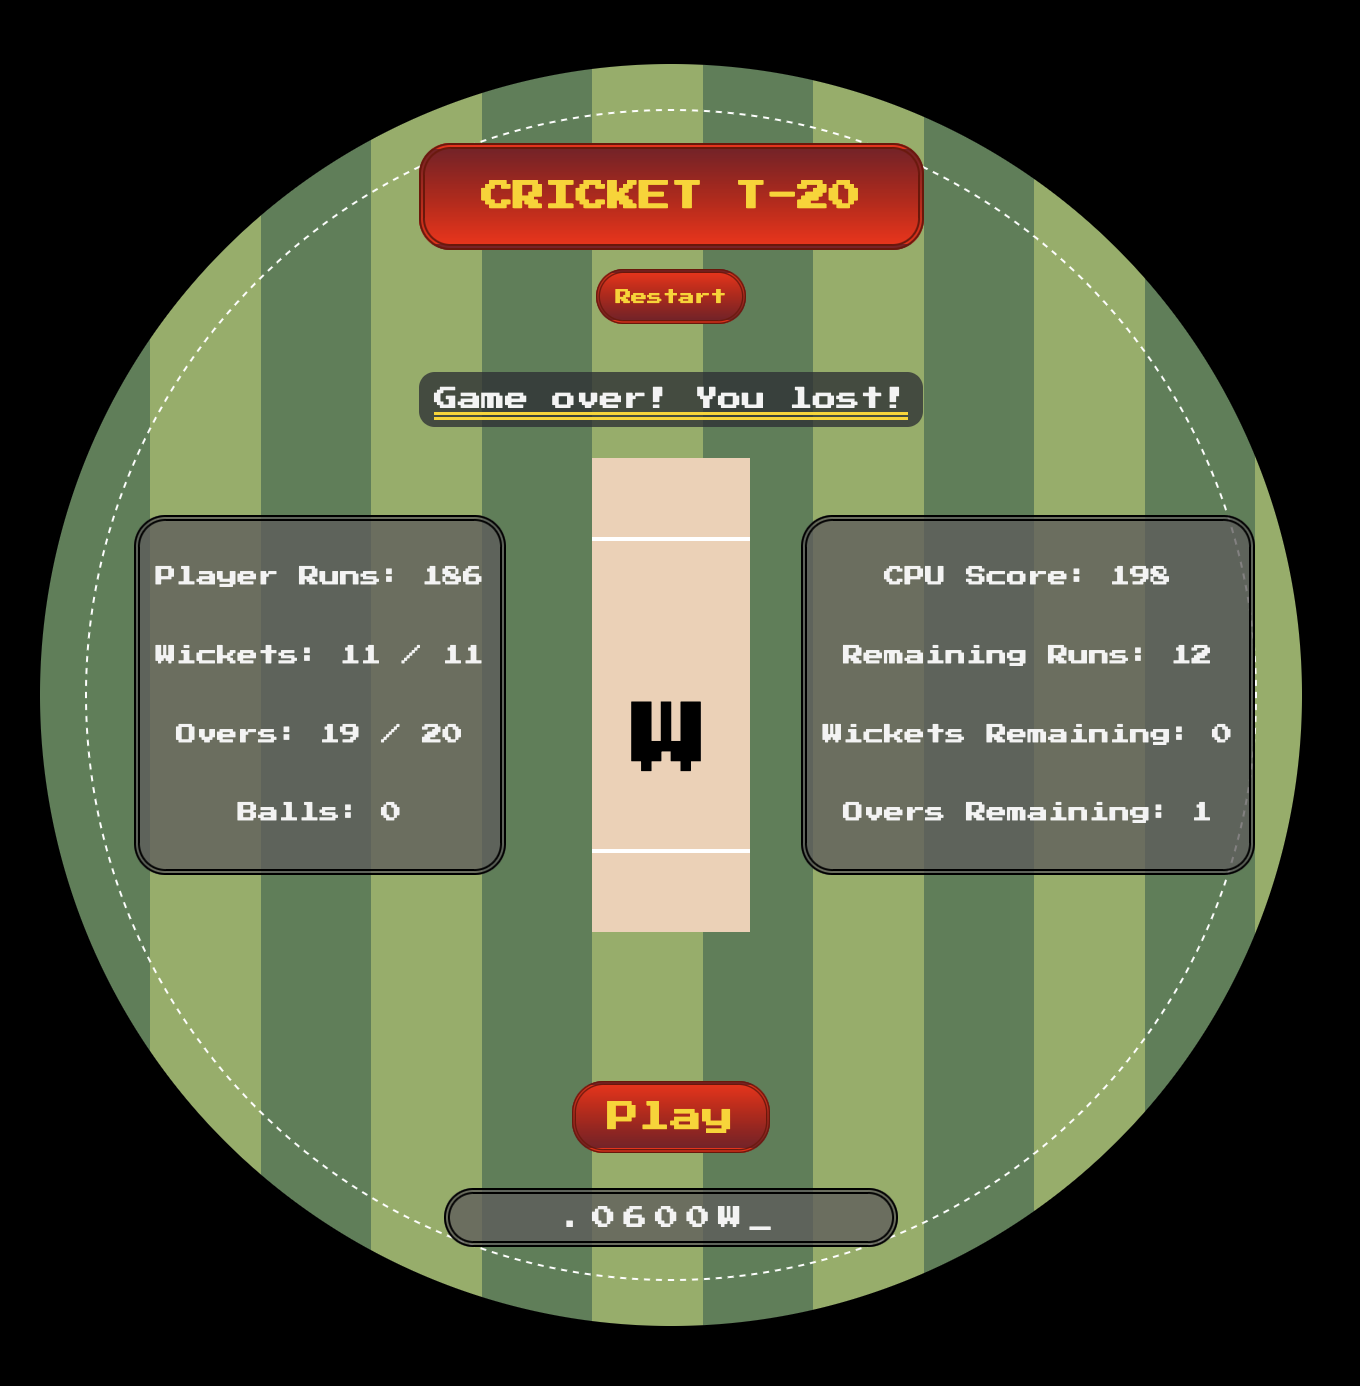 CRICKET T-20
Restart
Game over! You lost!
Player Runs: 186
Wickets: 11 / 11
Overs: 19 / 20
Balls: 0
W
CPU Score: 198
Remaining Runs: 12
Wickets Remaining: 0
Overs Remaining: 1
Play
.0600W_